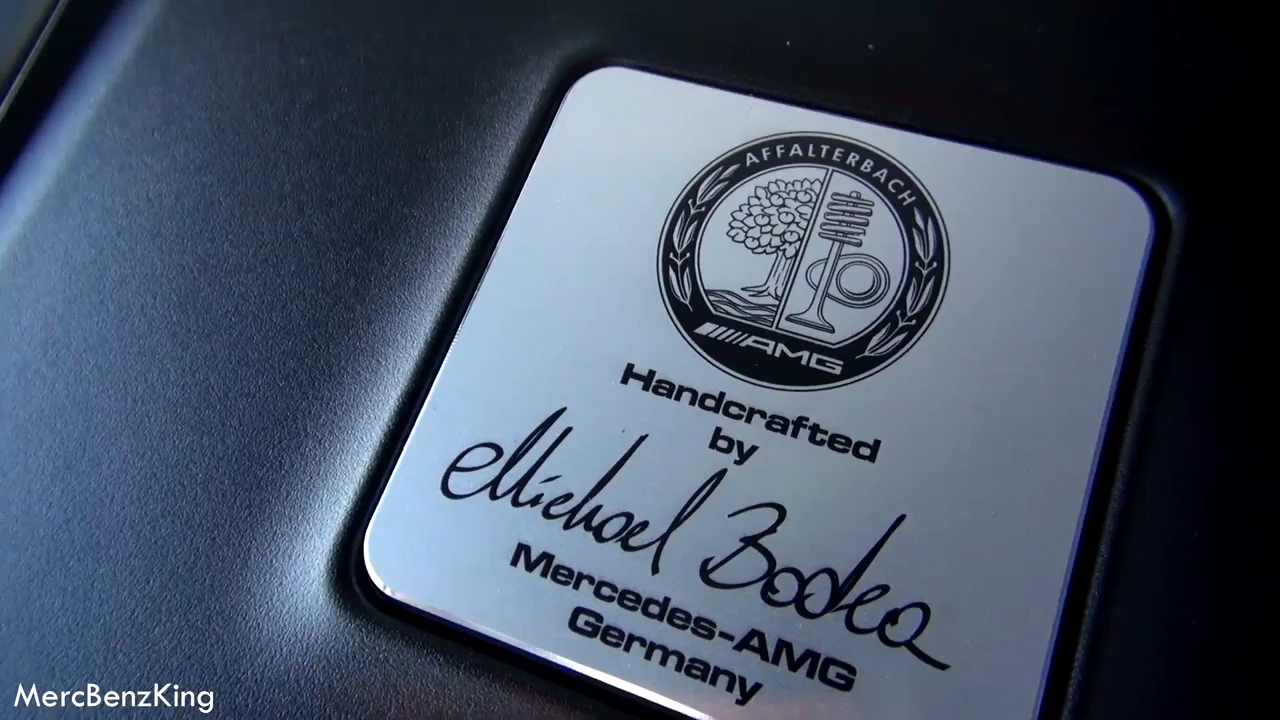 AFFALTERBACH
AMG
Handcrafted
by
Michael Bodea
Mercedes-AMG
Germany
MercBenzKing